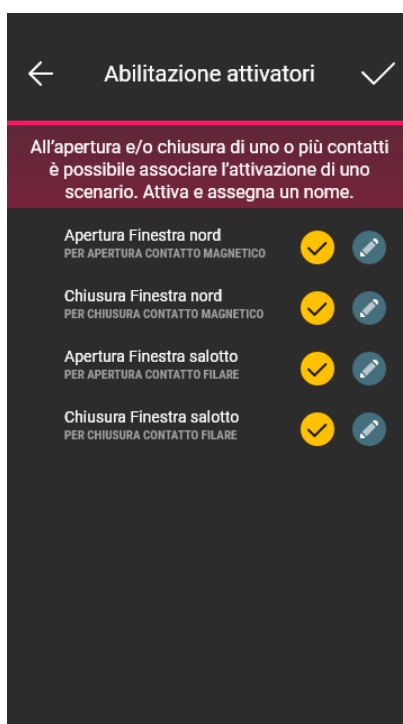 Abilitazione attivatori
All'apertura e/o chiusura di uno o più contatti
è possibile associare l'attivazione di uno
scenario. Attiva e assegna un nome.
Apertura Finestra nord
PER APERTURA CONTATTO MAGNETICO
Chiusura Finestra nord
PER CHIUSURA CONTATTO MAGNETICO
Apertura Finestra salotto
PER APERTURA CONTATTO FILARE
Chiusura Finestra salotto
PER CHIUSURA CONTATTO FILARE